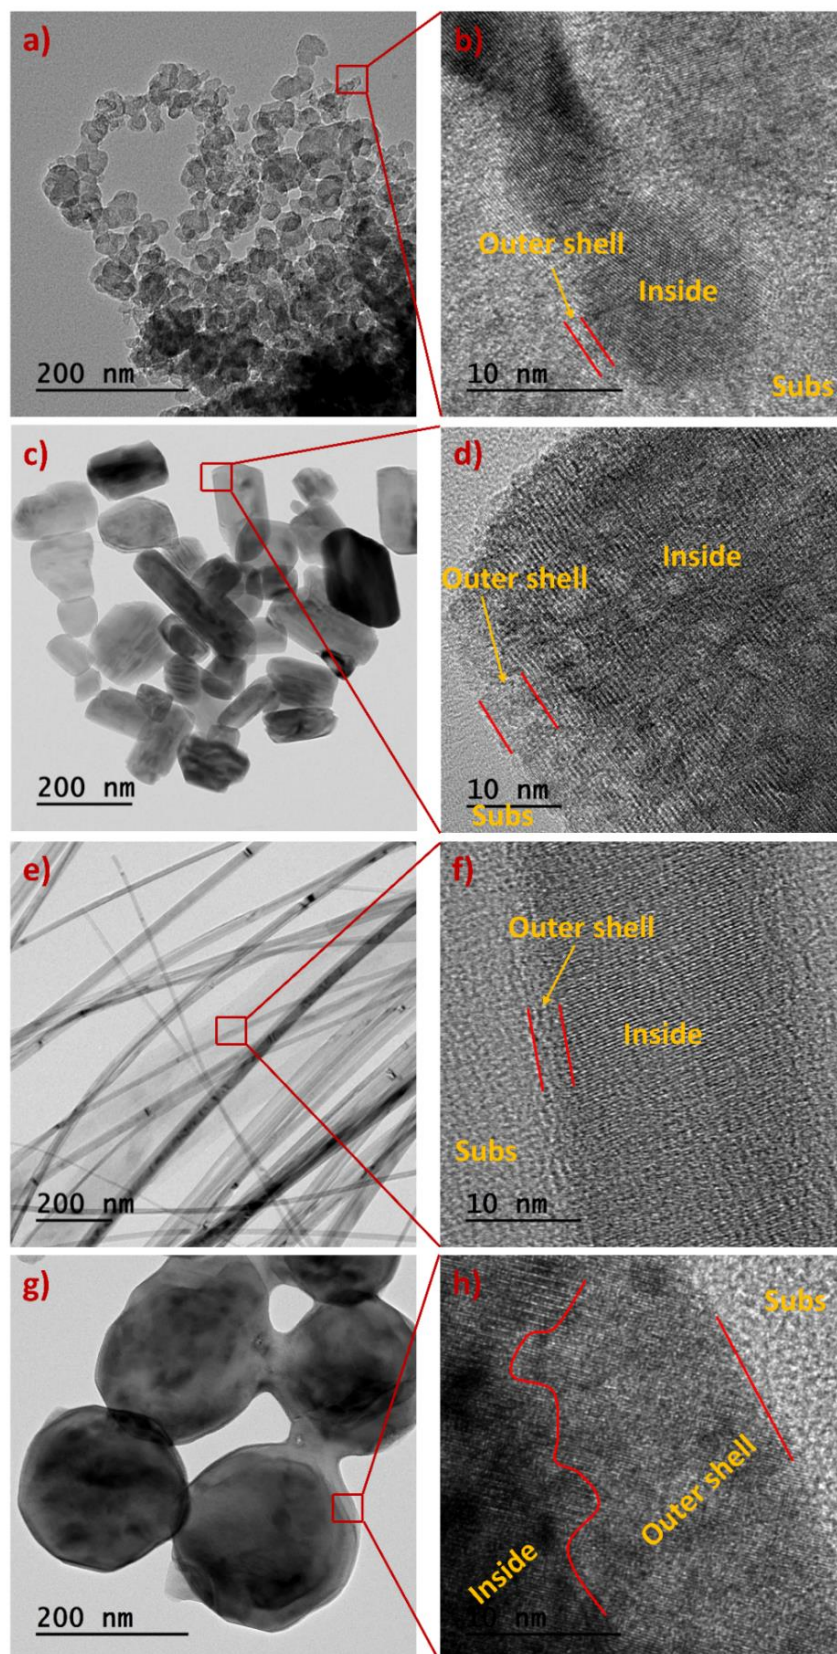 a)
200 nm
b)
Outer shell
Inside
10 nm
Subs
c)
200 nm
d)
Inside
Outer shell
10 nm
Subs
e)
200 nm
f)
Outer shell
Inside
Subs
10 nm
g)
200 nm
h)
Subs
Outer shell
Inside
10 nm